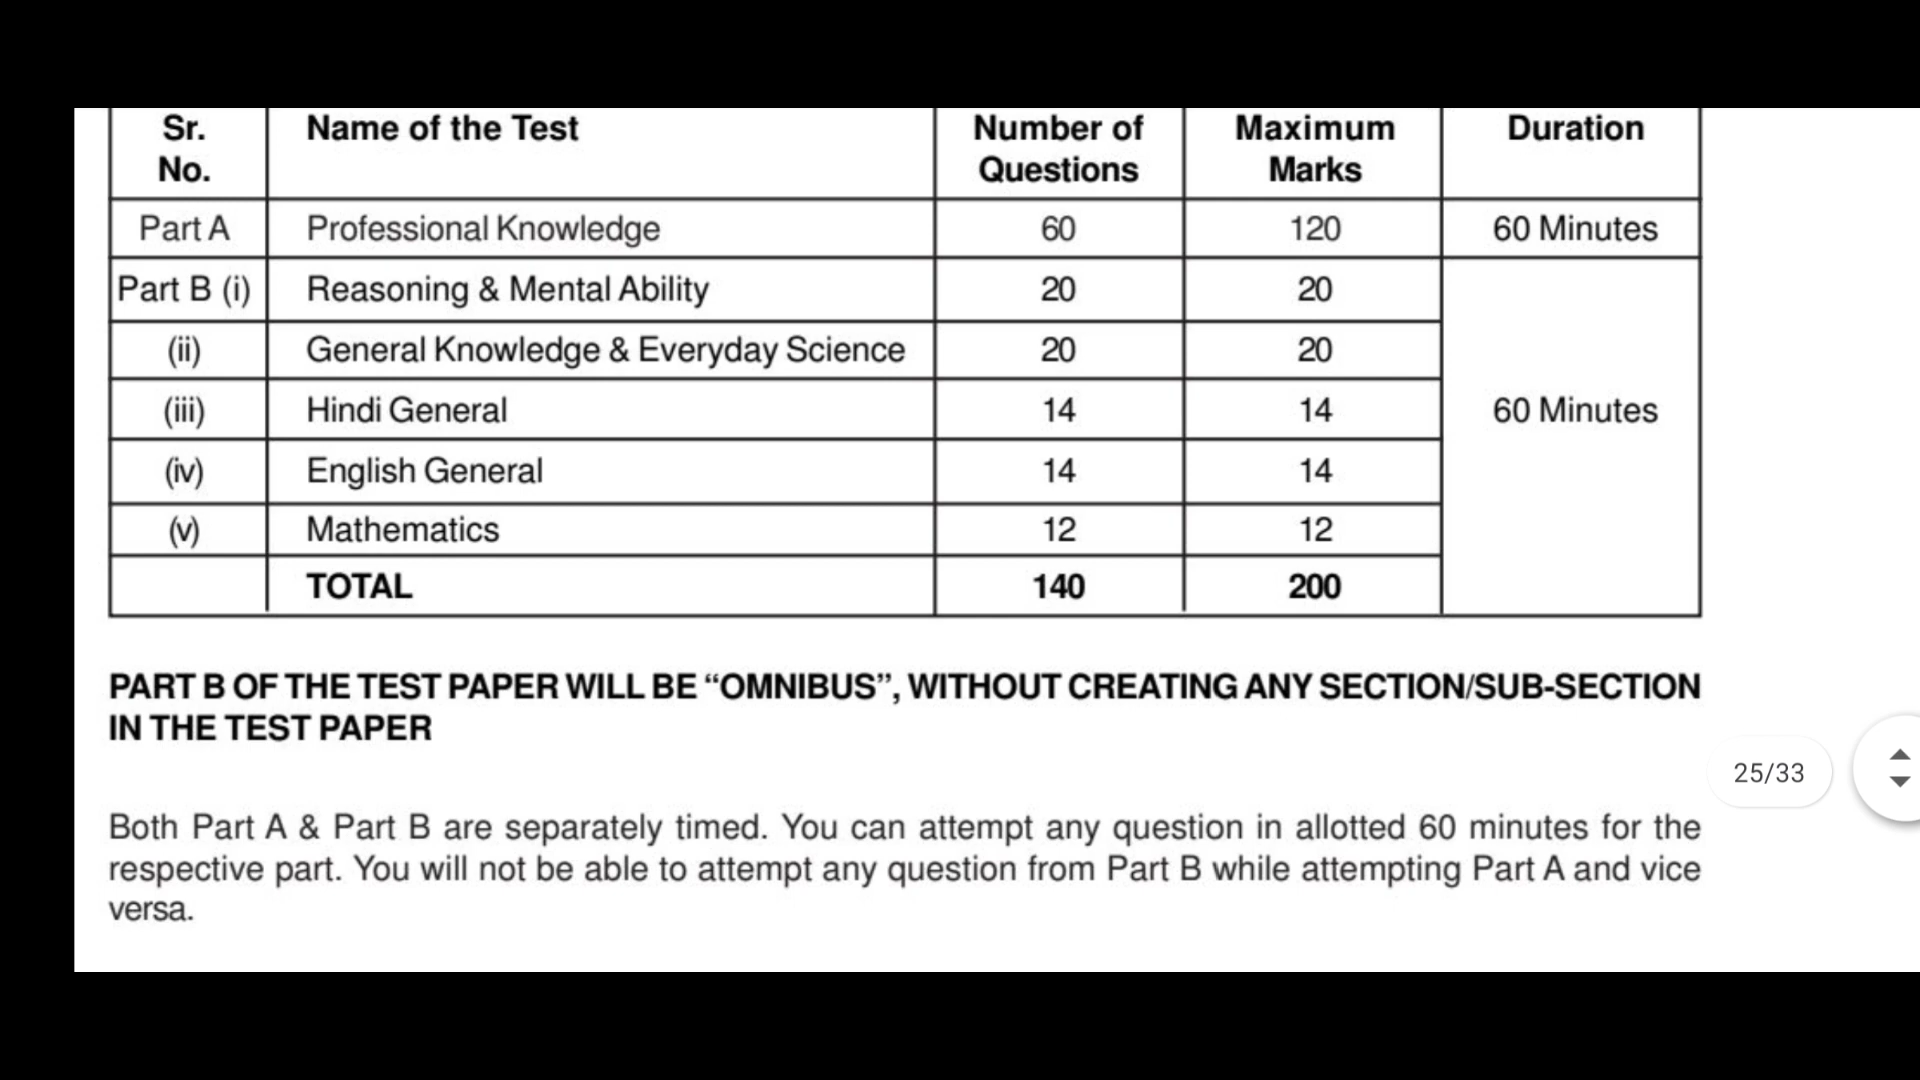 Sr. No. Name of the Test Number of Questions Maximum Marks Duration
Part A Professional Knowledge 60 120 60 Minutes
Part B (i) Reasoning & Mental Ability 20 20
(ii) General Knowledge & Everyday Science 20 20
(iii) Hindi General 14 14 60 Minutes
(iv) English General 14 14
(v) Mathematics 12 12
TOTAL 140 200
PART B OF THE TEST PAPER WILL BE “OMNIBUS”, WITHOUT CREATING ANY SECTION/SUB-SECTION
IN THE TEST PAPER
25/33
Both Part A & Part B are separately timed. You can attempt any question in allotted 60 minutes for the
respective part. You will not be able to attempt any question from Part B while attempting Part A and vice
versa.